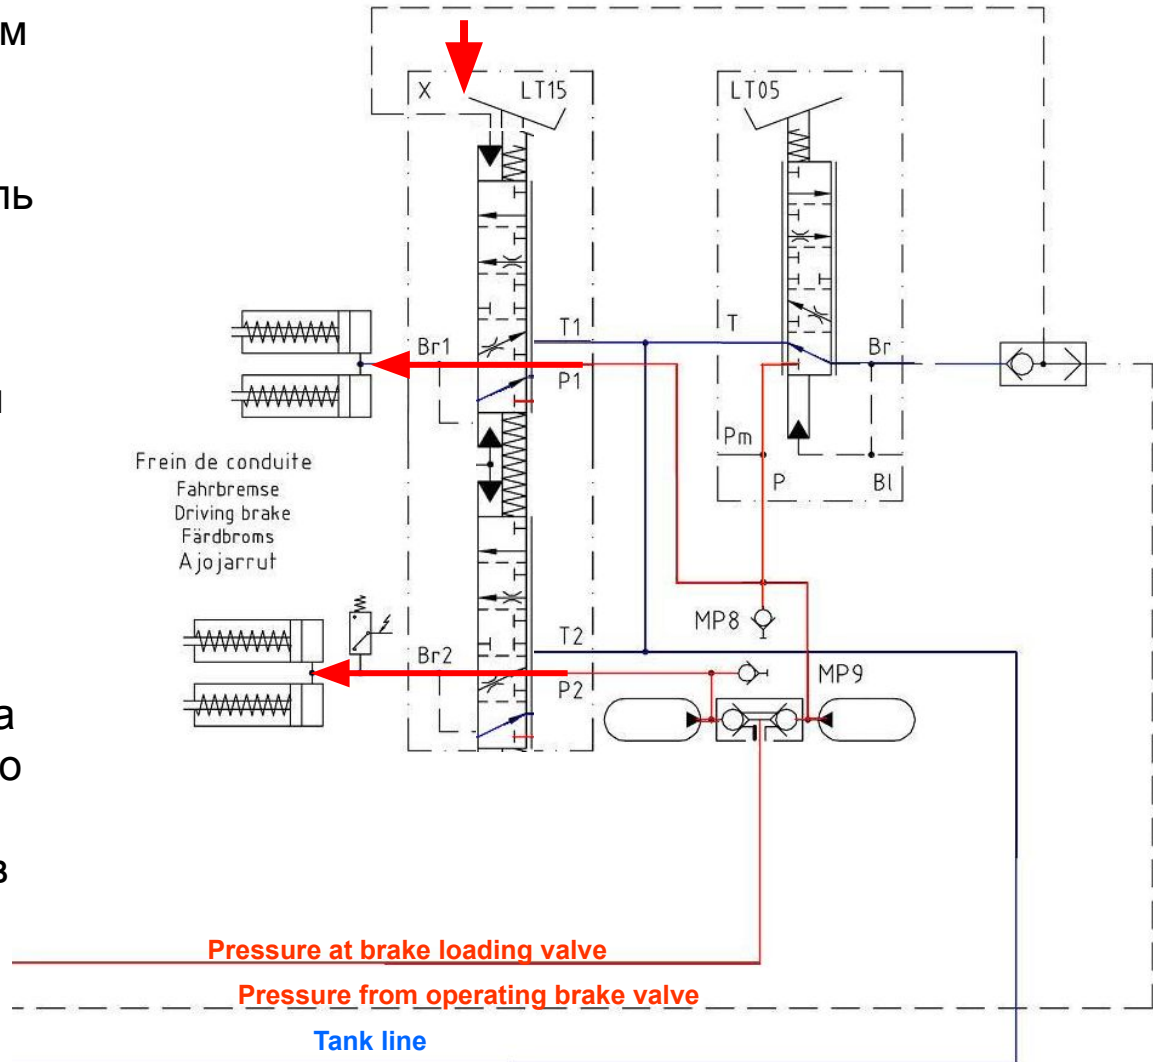 X
LT15
LT05
Br1
T1
P1
T
Br
Pm
P
Bl
Frein de conduite
Fahrbremse
Driving brake
Färdbroms
Ajojarrut
MP8
T2
Br2
P2
MP9
Pressure at brake loading valve
Pressure from operating brake valve
Tank line